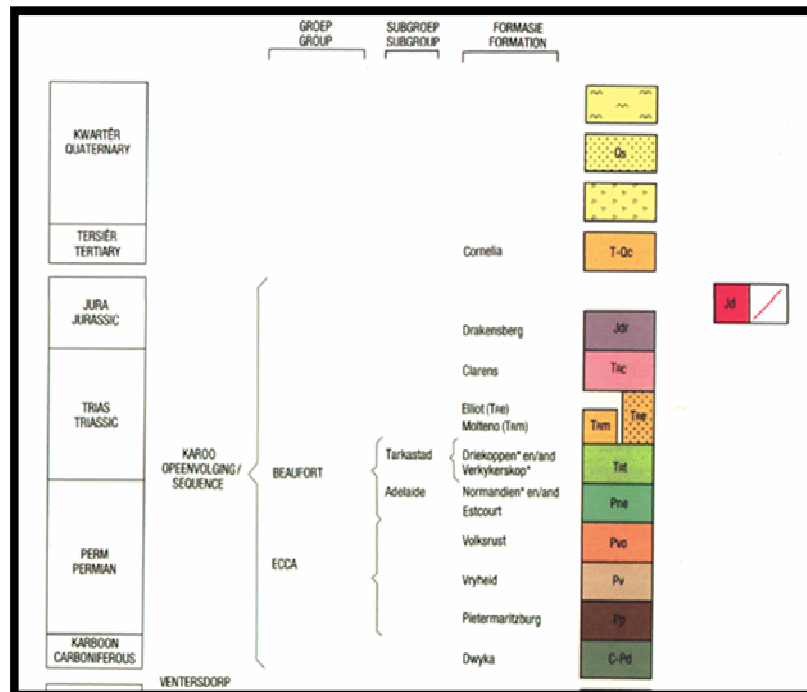 GROEP
GROUP
SUBGROEP
SUBGROUP
FORMASIE
FORMATION
KWARTÊR
QUATERNARY
Qs
TERSIÊR
TERTIARY
Cornelia
T-Qc
JURA
JURASSIC
Jd
Drakensberg
Jdr
Clarens
TRc
TRIAS
TRIASSIC
Elliot (TRe)
Molteno (TRm)
TRm
TRe
KAROO
OPEENVOLGING/
SEQUENCE
BEAUFORT
Tarkastad
Driekoppen* en/and
Verkykerskop*
TRt
Adelaide
Normandien* en/and
Estcourt
Pne
PERM
PERMIAN
ECCA
Volksrust
Pvo
Vryheid
Pv
Pietermaritzburg
Pp
KARBOON
CARBONIFEROUS
Dwyka
C-Pd
VENTERSDORP